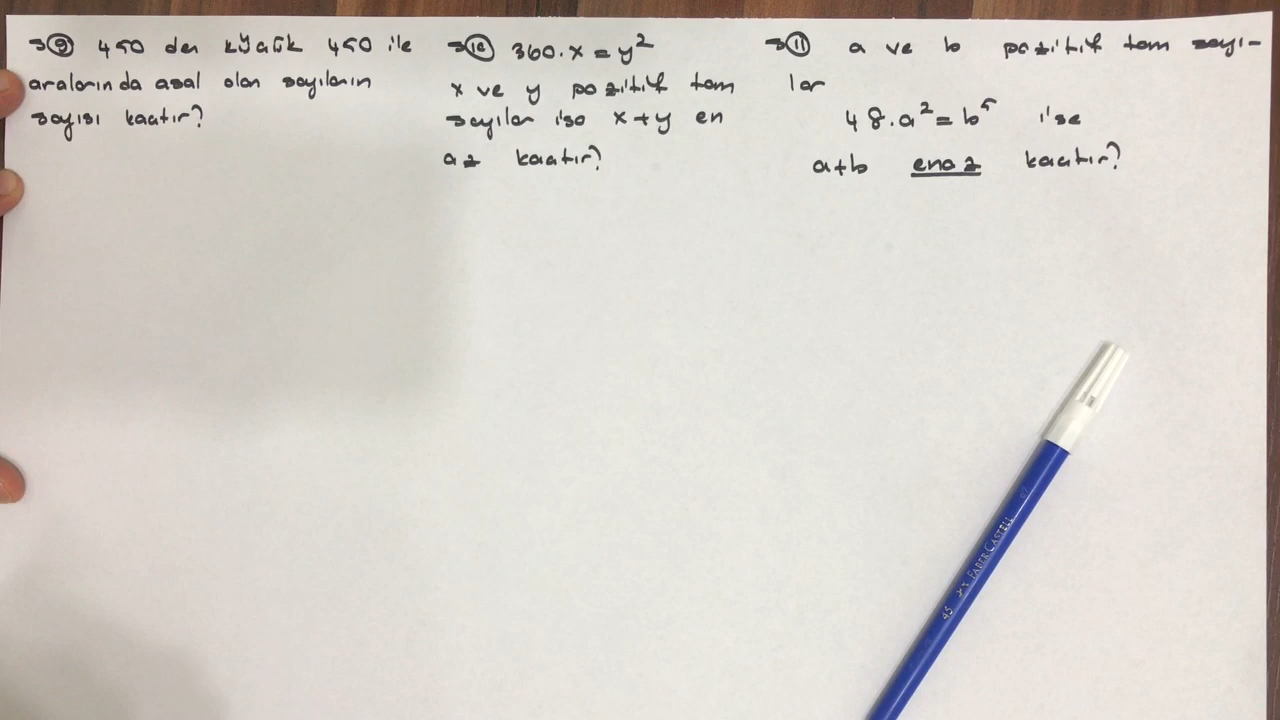 →⑨ 450 den küçük 450 ile
aralarında asal olan sayıların
sayısı kaçtır?
→⑩ 360.x = y²
x ve y pozitif tam
sayılar ise x+y en
az kaçtır?
→⑪ a ve b pozitif tam sayı-
lar
48.a² = b⁵ ise
a+b en az kaçtır?
45 FABER CASTELL